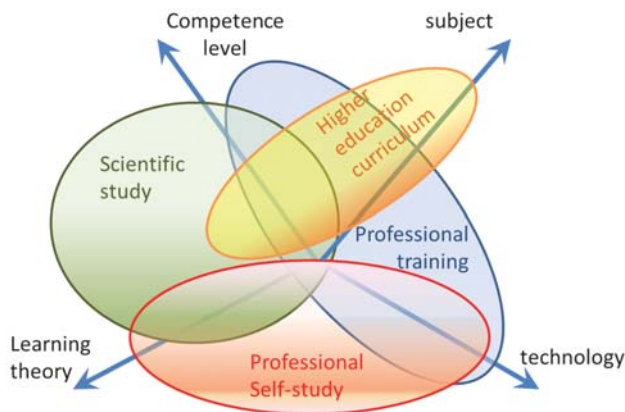 Competence
level
subject
Higher
education
curriculum
Scientific
study
Professional
training
Learning
theory
Professional
Self-study
technology